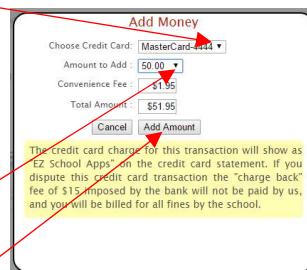 Add Money
Choose Credit Card: MasterCard-4444
Amount to Add : 50.00
Convenience Fee : $1.95
Total Amount : $51.95
Cancel Add Amount
The credit card charge for this transaction will show as
"EZ School Apps" on the credit card statement. If you
dispute this credit card transaction the "charge back"
fee of $15 imposed by the bank will not be paid by us,
and you will be billed for all fines by the school.